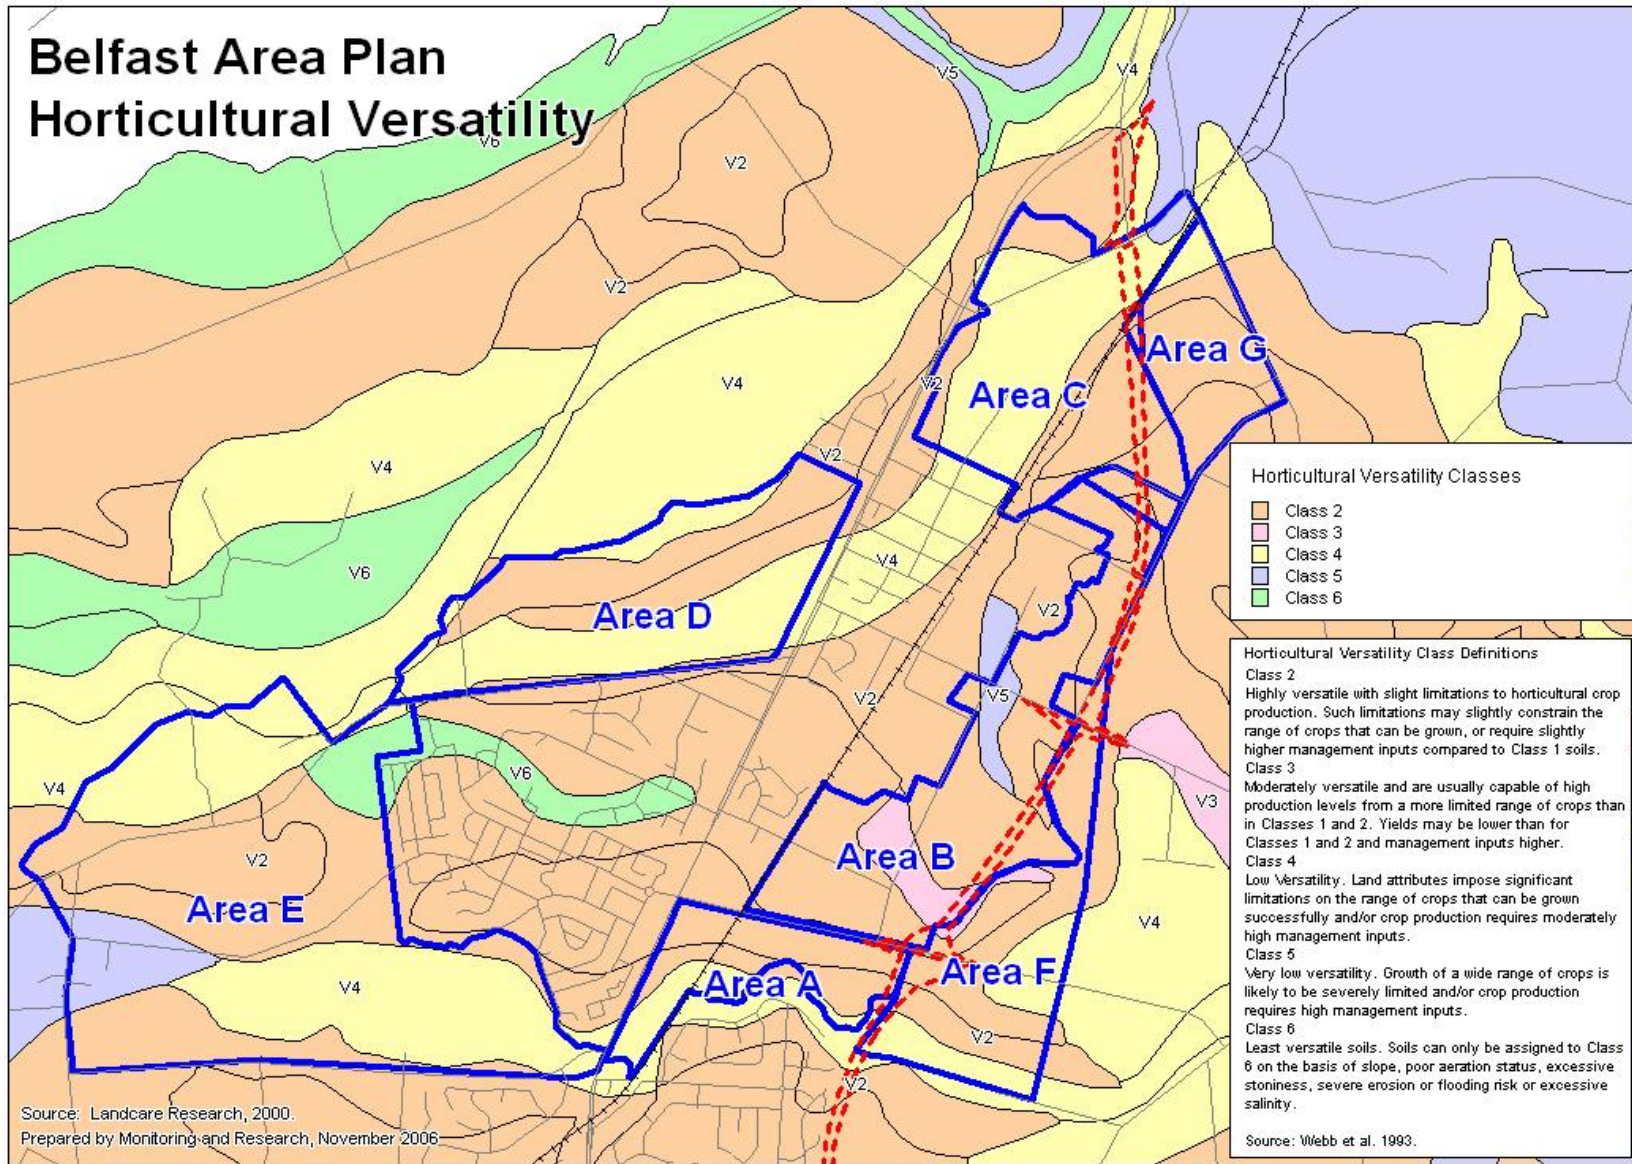 Belfast Area Plan
Horticultural Versatility
V6
V5
V4
V2
V2
V4
V2
Area G
Area C
V4
V2
V6
V4
Area D
V2
V2
V5
V6
V4
V3
V2
Area B
Area E
V4
Area F
Area A
V4
V2
V2
Horticultural Versatility Classes
Class 2
Class 3
Class 4
Class 5
Class 6
Horticultural Versatility Class Definitions
Class 2
Highly versatile with slight limitations to horticultural crop
production. Such limitations may slightly constrain the
range of crops that can be grown, or require slightly
higher management inputs compared to Class 1 soils.
Class 3
Moderately versatile and are usually capable of high
production levels from a more limited range of crops than
in Classes 1 and 2. Yields may be lower than for
Classes 1 and 2 and management inputs higher.
Class 4
Low Versatility. Land attributes impose significant
limitations on the range of crops that can be grown
successfully and/or crop production requires moderately
high management inputs.
Class 5
Very low versatility. Growth of a wide range of crops is
likely to be severely limited and/or crop production
requires high management inputs.
Class 6
Least versatile soils. Soils can only be assigned to Class
6 on the basis of slope, poor aeration status, excessive
stoniness, severe erosion or flooding risk or excessive
salinity.
Source: Webb et al. 1993.
Source: Landcare Research, 2000.
Prepared by Monitoring and Research, November 2006